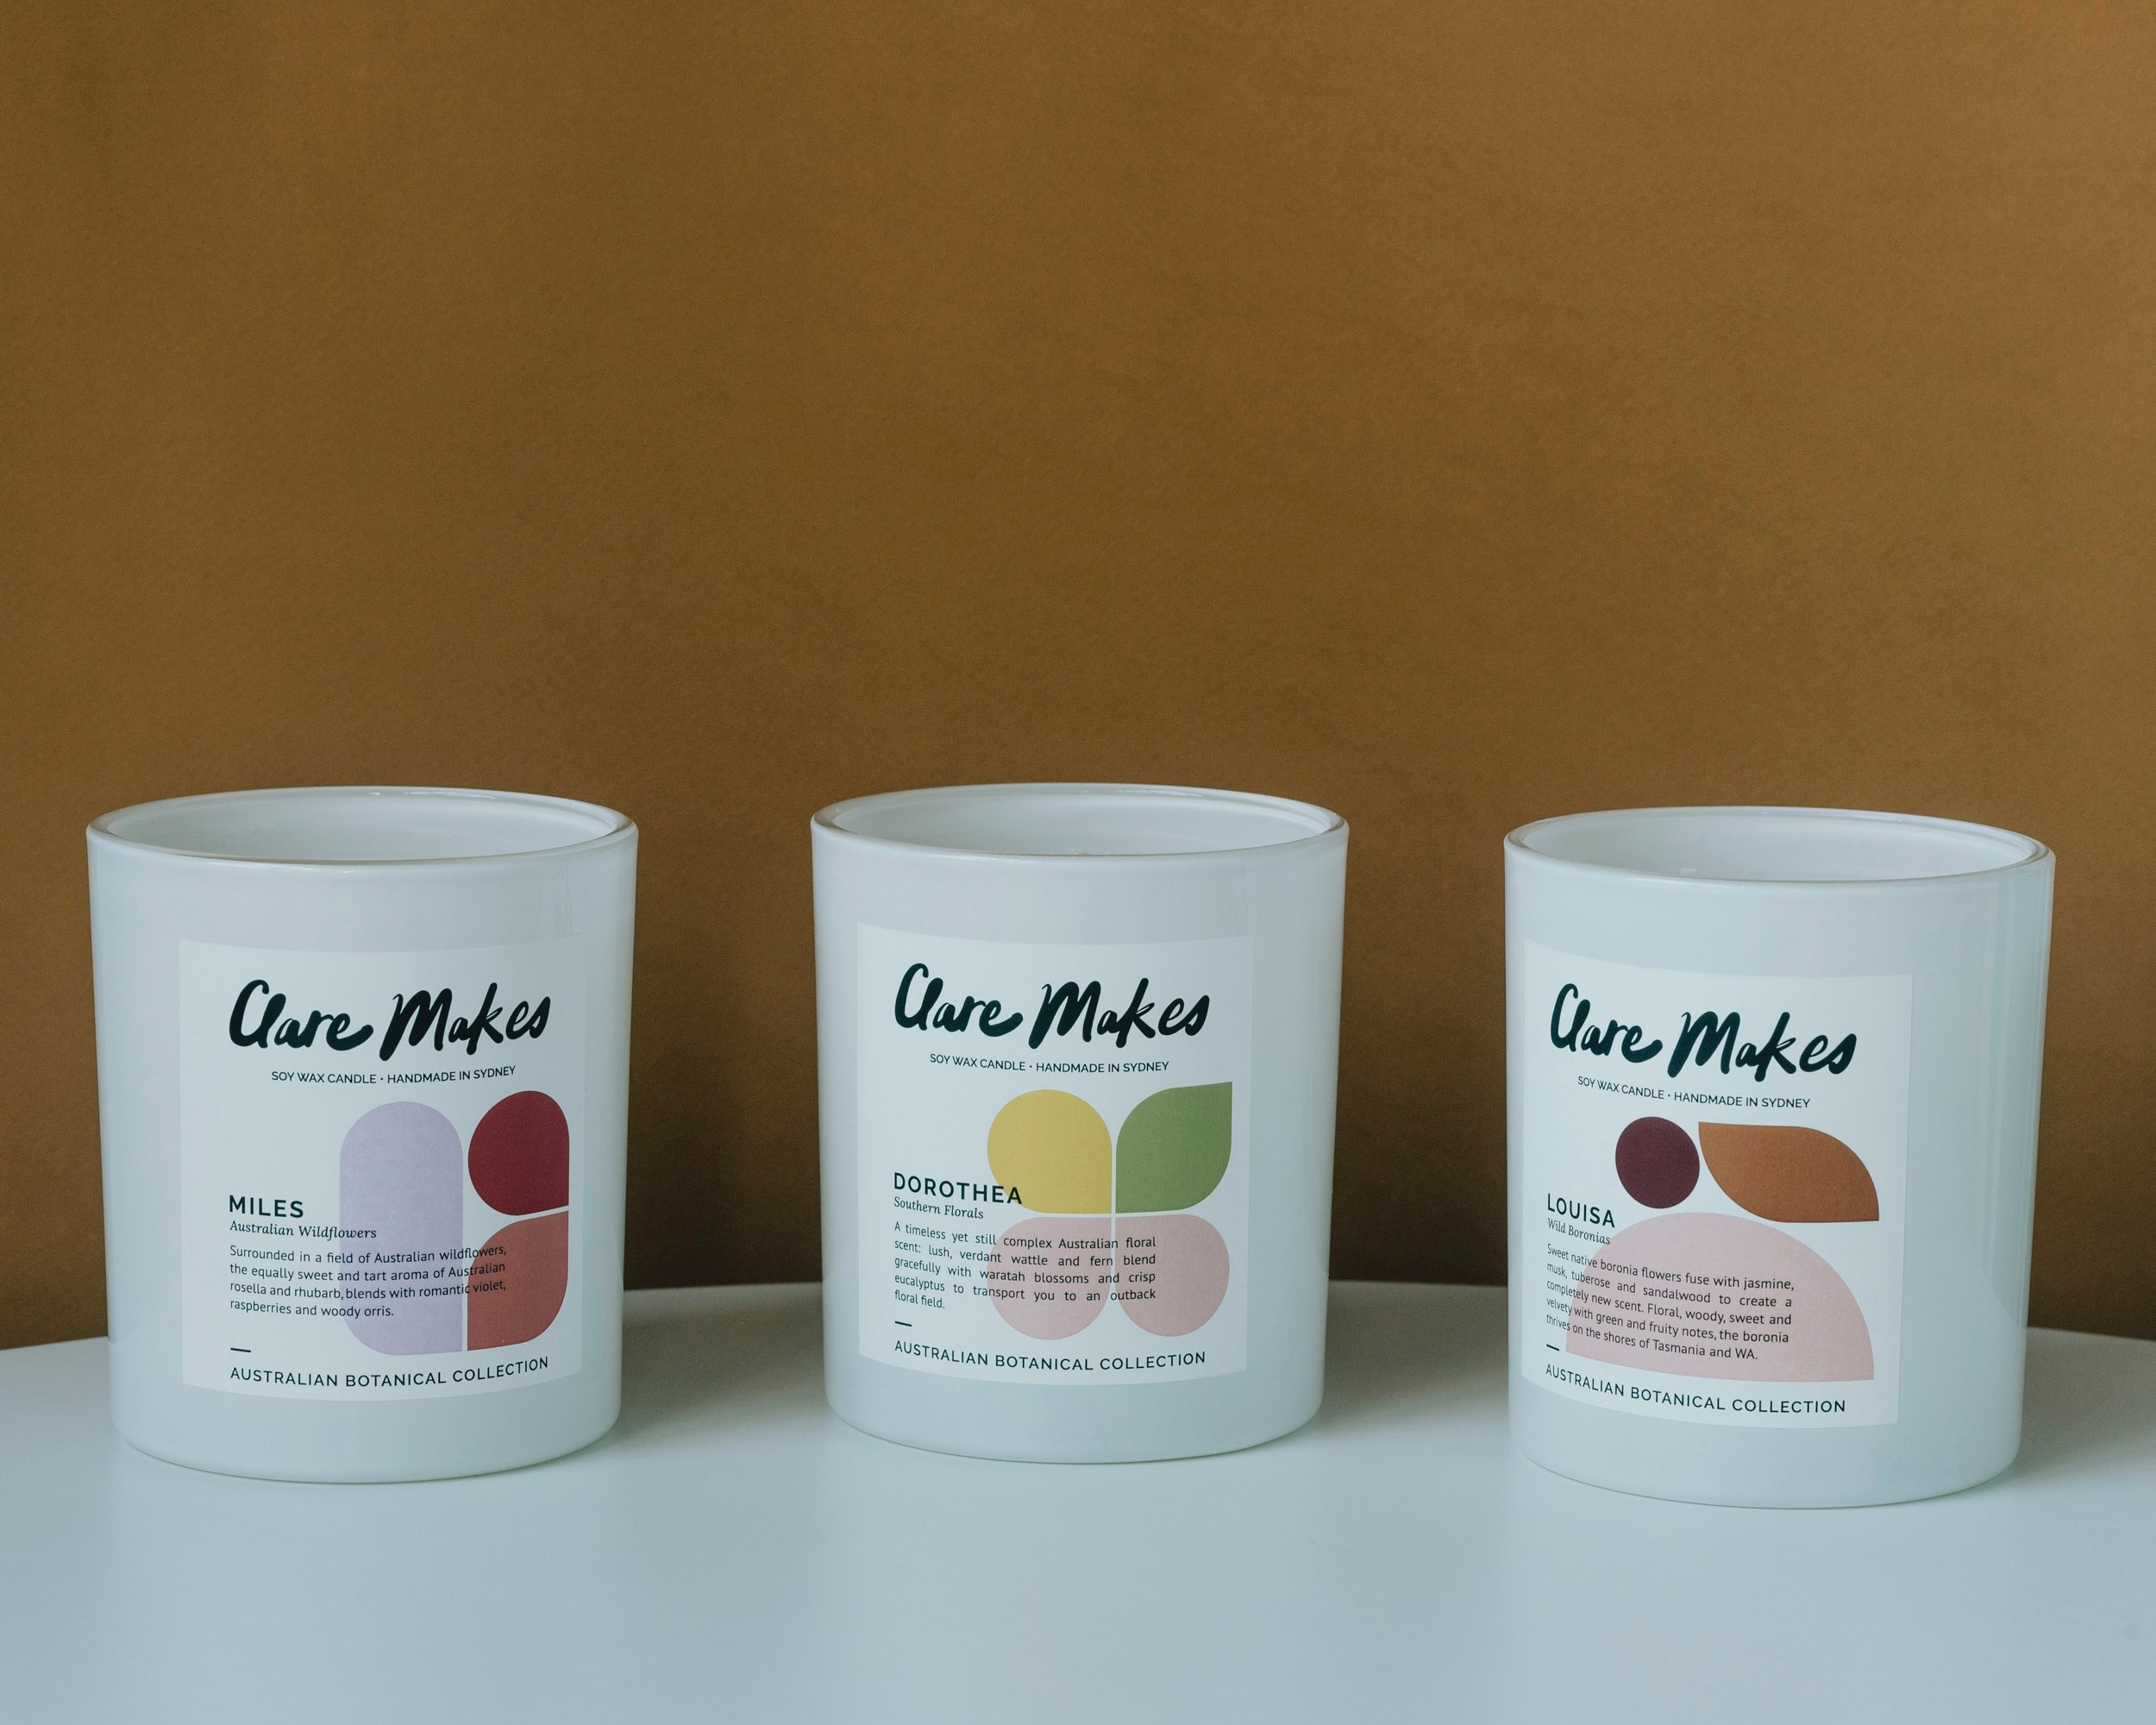 Clare Makes
SOY WAX CANDLE • HANDMADE IN SYDNEY
MILES
Australian Wildflowers
Surrounded in a field of Australian wildflowers,
the equally sweet and tart aroma of Australian
rosella and rhubarb, blends with romantic violet,
raspberries and woody orris.
AUSTRALIAN BOTANICAL COLLECTION
Clare Makes
SOY WAX CANDLE • HANDMADE IN SYDNEY
DOROTHEA
Southern Florals
A timeless yet still complex Australian floral
scent: lush, verdant wattle and fern blend
gracefully with waratah blossoms and crisp
eucalyptus to transport you to an outback
floral field.
AUSTRALIAN BOTANICAL COLLECTION
Clare Makes
SOY WAX CANDLE • HANDMADE IN SYDNEY
LOUISA
Wild Boronias
Sweet native boronia flowers fuse with jasmine,
musk, tuberose and sandalwood to create a
completely new scent. Floral, woody, sweet and
velvety with green and fruity notes, the boronia
thrives on the shores of Tasmania and WA.
AUSTRALIAN BOTANICAL COLLECTION